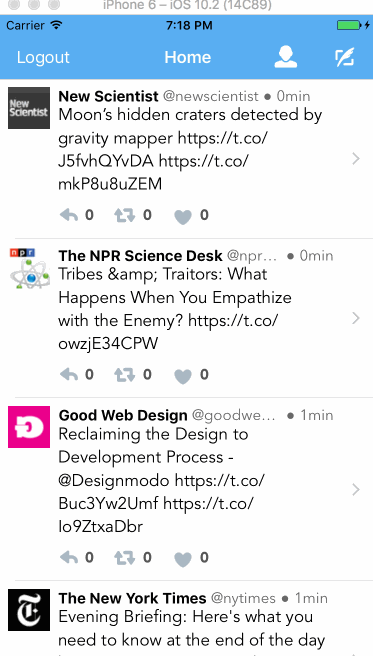 iPhone 6 – iOS 10.2 (14C89)
Carrier 7:18 PM
Logout Home
New Scientist
New Scientist @newscientist ● 0min
Moon’s hidden craters detected by
gravity mapper https://t.co/
J5fvhQYvDA https://t.co/
mkP8u8uZEM
0 0 0
npr
The NPR Science Desk @npr... ● 0min
Tribes &amp; Traitors: What
Happens When You Empathize
with the Enemy? https://t.co/
owzjE34CPW
0 0 0
Good Web Design @goodwe... ● 1min
Reclaiming the Design to
Development Process -
@Designmodo https://t.co/
Buc3Yw2Umf https://t.co/
Io9ZtxaDbr
0 0 0
T
The New York Times @nytimes ● 1min
Evening Briefing: Here's what you
need to know at the end of the day